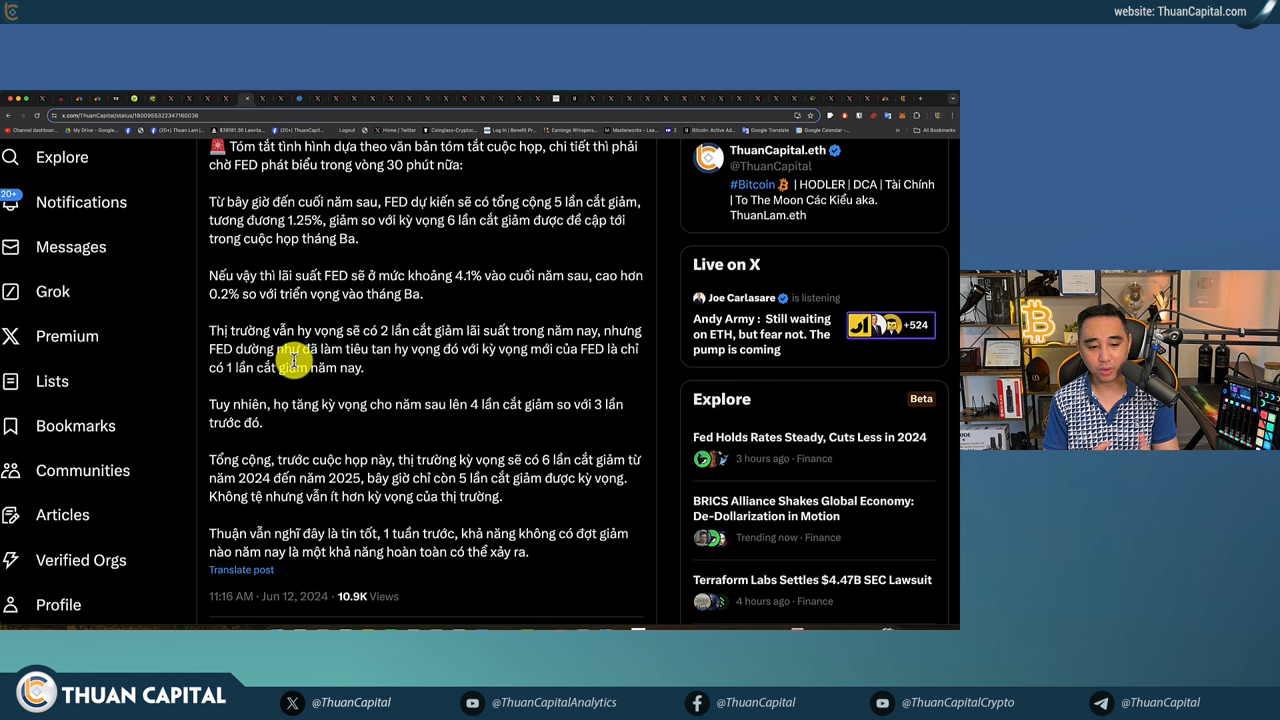 website: ThuanCapital.com
x.com/ThuanCapital/status/1800955322347160036
All Bookmarks
Explore
20+
Notifications
Messages
Grok
Premium
Lists
Bookmarks
Communities
Articles
Verified Orgs
Profile
🚨 Tóm tắt tình hình dựa theo văn bản tóm tắt cuộc họp, chi tiết thì phải
chờ FED phát biểu trong vòng 30 phút nữa:
Từ bây giờ đến cuối năm sau, FED dự kiến sẽ có tổng cộng 5 lần cắt giảm,
tương đương 1.25%, giảm so với kỳ vọng 6 lần cắt giảm được đề cập tới
trong cuộc họp tháng Ba.
Nếu vậy thì lãi suất FED sẽ ở mức khoảng 4.1% vào cuối năm sau, cao hơn
0.2% so với triển vọng vào tháng Ba.
Thị trường vẫn hy vọng sẽ có 2 lần cắt giảm lãi suất trong năm nay, nhưng
FED dường như đã làm tiêu tan hy vọng đó với kỳ vọng mới của FED là chỉ
có 1 lần cắt giảm năm nay.
Tuy nhiên, họ tăng kỳ vọng cho năm sau lên 4 lần cắt giảm so với 3 lần
trước đó.
Tổng cộng, trước cuộc họp này, thị trường kỳ vọng sẽ có 6 lần cắt giảm từ
năm 2024 đến năm 2025, bây giờ chỉ còn 5 lần cắt giảm được kỳ vọng.
Không tệ nhưng vẫn ít hơn kỳ vọng của thị trường.
Thuận vẫn nghĩ đây là tin tốt, 1 tuần trước, khả năng không có đợt giảm
nào năm nay là một khả năng hoàn toàn có thể xảy ra.
Translate post
11:16 AM · Jun 12, 2024 · 10.9K Views
ThuanCapital.eth
@ThuanCapital
#Bitcoin | HODLER | DCA | Tài Chính
| To The Moon Các Kiểu aka.
ThuanLam.eth
Live on X
Joe Carlasare is listening
Andy Army : Still waiting
on ETH, but fear not. The
pump is coming
+524
Explore
Beta
Fed Holds Rates Steady, Cuts Less in 2024
3 hours ago · Finance
BRICS Alliance Shakes Global Economy:
De-Dollarization in Motion
Trending now · Finance
Terraform Labs Settles $4.47B SEC Lawsuit
4 hours ago · Finance
THUAN CAPITAL
@ThuanCapital
@ThuanCapitalAnalytics
@ThuanCapital
@ThuanCapitalCrypto
@ThuanCapital